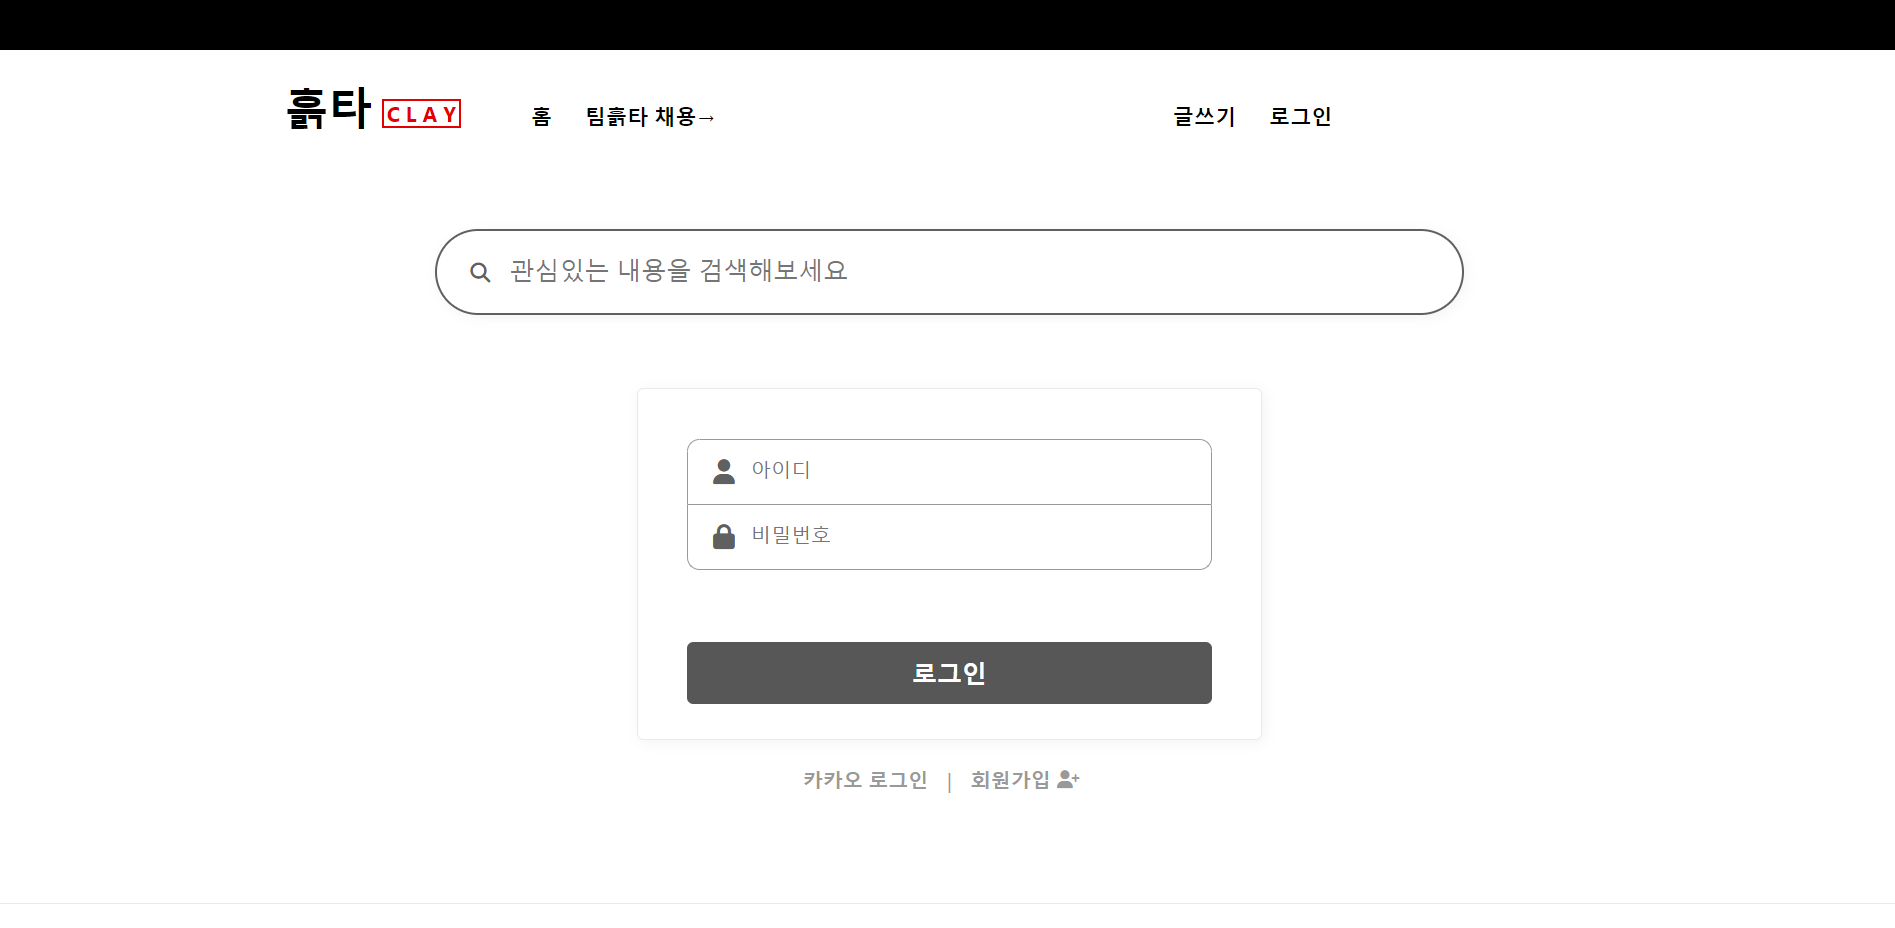 흙타 CLAY 홈 팀흙타 채용→ 글쓰기 로그인
관심있는 내용을 검색해보세요
아이디
비밀번호
로그인
카카오 로그인 | 회원가입